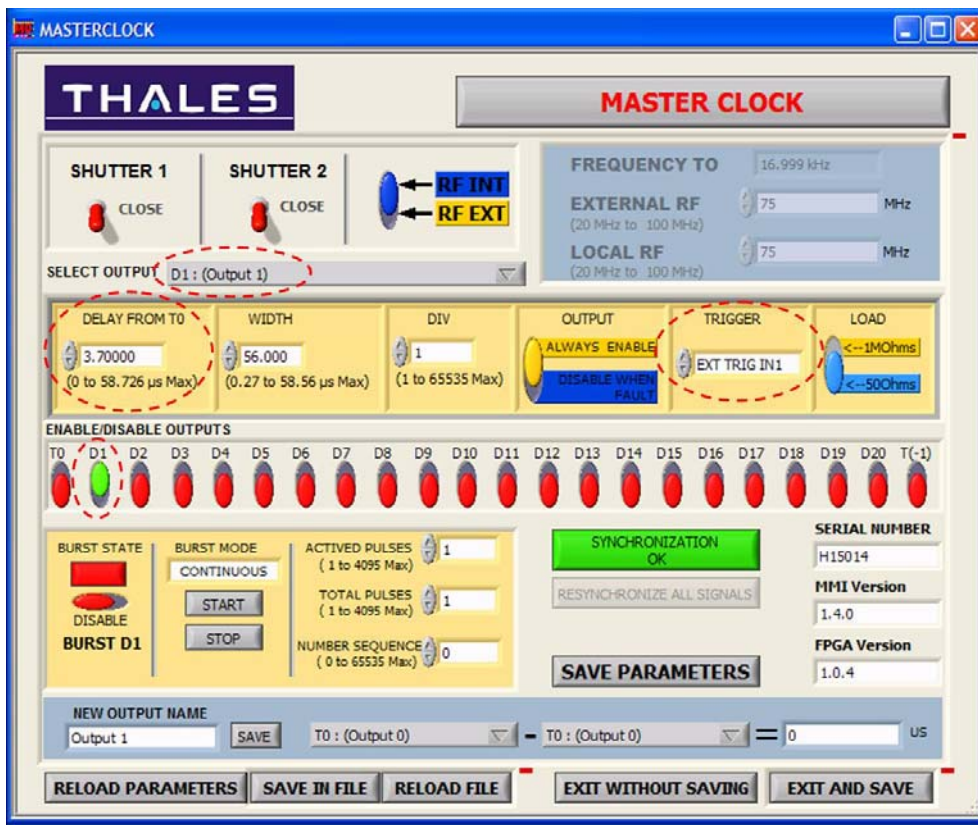 MASTERCLOCK
THALES
MASTER CLOCK
SHUTTER 1
CLOSE
SHUTTER 2
CLOSE
RF INT
RF EXT
FREQUENCY TO
16.999 kHz
EXTERNAL RF
(20 MHz to 100 MHz)
75
MHz
LOCAL RF
(20 MHz to 100 MHz)
75
MHz
SELECT OUTPUT
D1 : (Output 1)
DELAY FROM T0
3.70000
(0 to 58.726 µs Max)
WIDTH
56.000
(0.27 to 58.56 µs Max)
DIV
1
(1 to 65535 Max)
OUTPUT
ALWAYS ENABLE
DISABLE WHEN
FAULT
TRIGGER
EXT TRIG IN1
LOAD
<--1MOhms
<--50Ohms
ENABLE/DISABLE OUTPUTS
T0 D1 D2 D3 D4 D5 D6 D7 D8 D9 D10 D11 D12 D13 D14 D15 D16 D17 D18 D19 D20 T(-1)
BURST STATE
DISABLE
BURST D1
BURST MODE
CONTINUOUS
START
STOP
ACTIVED PULSES
( 1 to 4095 Max)
1
TOTAL PULSES
( 1 to 4095 Max)
1
NUMBER SEQUENCE
( 0 to 65535 Max)
0
SYNCHRONIZATION
OK
RESYNCHRONIZE ALL SIGNALS
SAVE PARAMETERS
SERIAL NUMBER
H15014
MMI Version
1.4.0
FPGA Version
1.0.4
NEW OUTPUT NAME
Output 1
SAVE
T0 : (Output 0)
-
T0 : (Output 0)
=
0
US
RELOAD PARAMETERS
SAVE IN FILE
RELOAD FILE
EXIT WITHOUT SAVING
EXIT AND SAVE